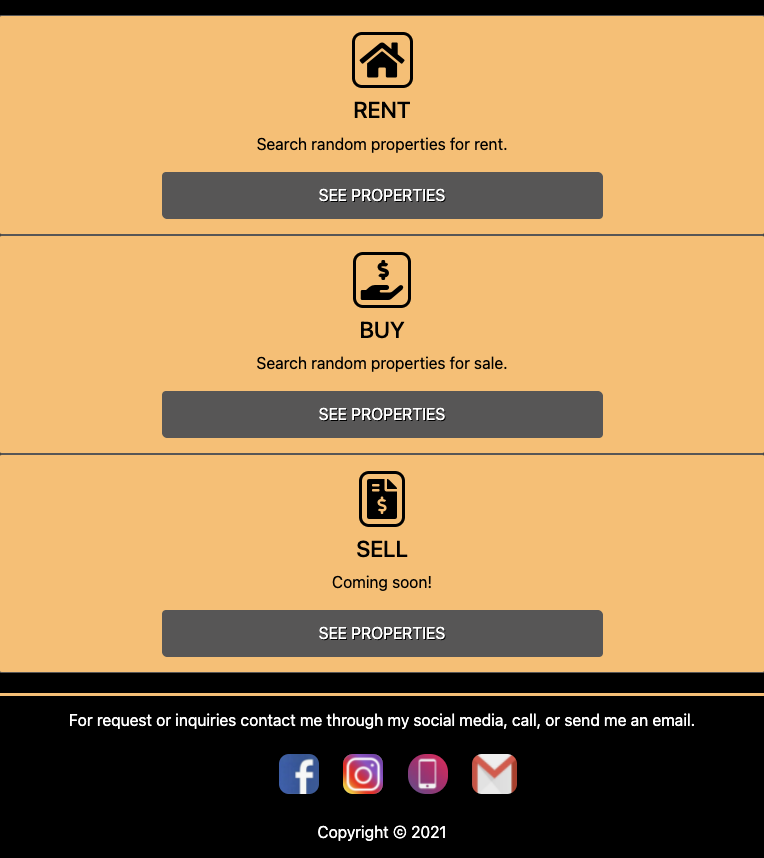 RENT
Search random properties for rent.
SEE PROPERTIES
$
BUY
Search random properties for sale.
SEE PROPERTIES
$
SELL
Coming soon!
SEE PROPERTIES
For request or inquiries contact me through my social media, call, or send me an email.
Copyright © 2021